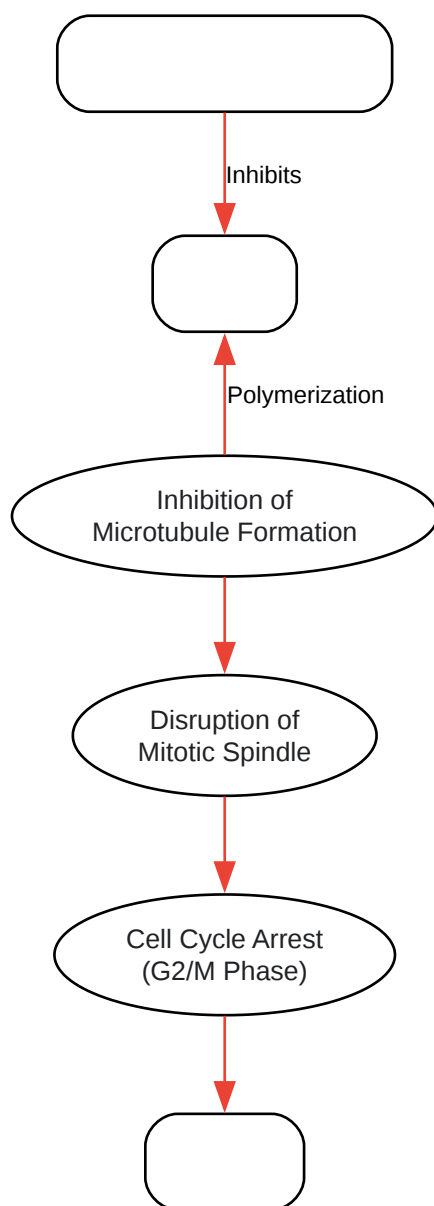 Inhibits
Polymerization
Inhibition of
Microtubule Formation
Disruption of
Mitotic Spindle
Cell Cycle Arrest
(G2/M Phase)